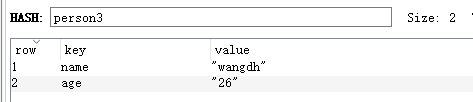 HASH: person3 Size: 2
row key value
1 name "wangdh"
2 age "26"